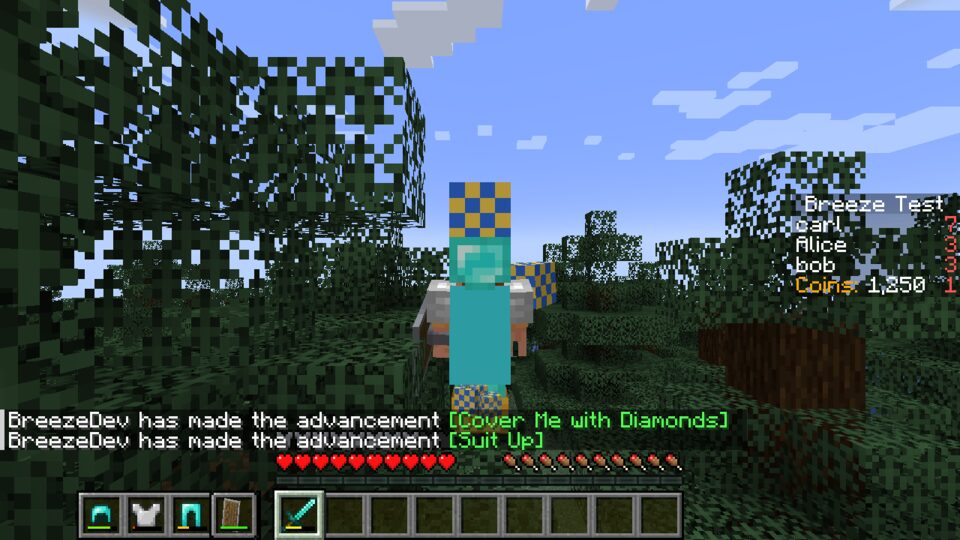 Breeze Test
carl 7
Alice 3
bob 3
Coins: 1,250 1
BreezeDev has made the advancement [Cover Me with Diamonds]
BreezeDev has made the advancement [Suit Up]